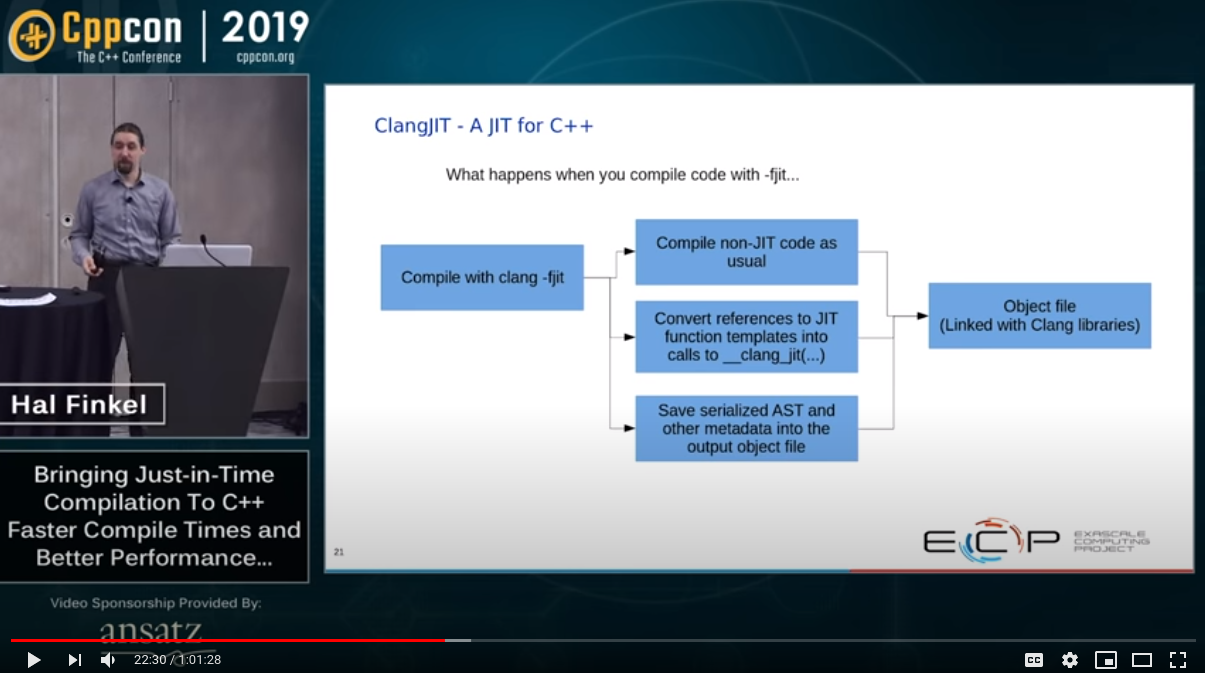 Cppcon | 2019
The C++ Conference
cppcon.org
ClangJIT - A JIT for C++
What happens when you compile code with -fjit...
Compile with clang -fjit
Compile non-JIT code as
usual
Convert references to JIT
function templates into
calls to __clang_jit(...)
Save serialized AST and
other metadata into the
output object file
Object file
(Linked with Clang libraries)
21
ECP
EXASCALE
COMPUTING
PROJECT
Hal Finkel
Bringing Just-in-Time
Compilation To C++
Faster Compile Times and
Better Performance...
Video Sponsorship Provided By:
ansatz
22:30 / 1:01:28
CC